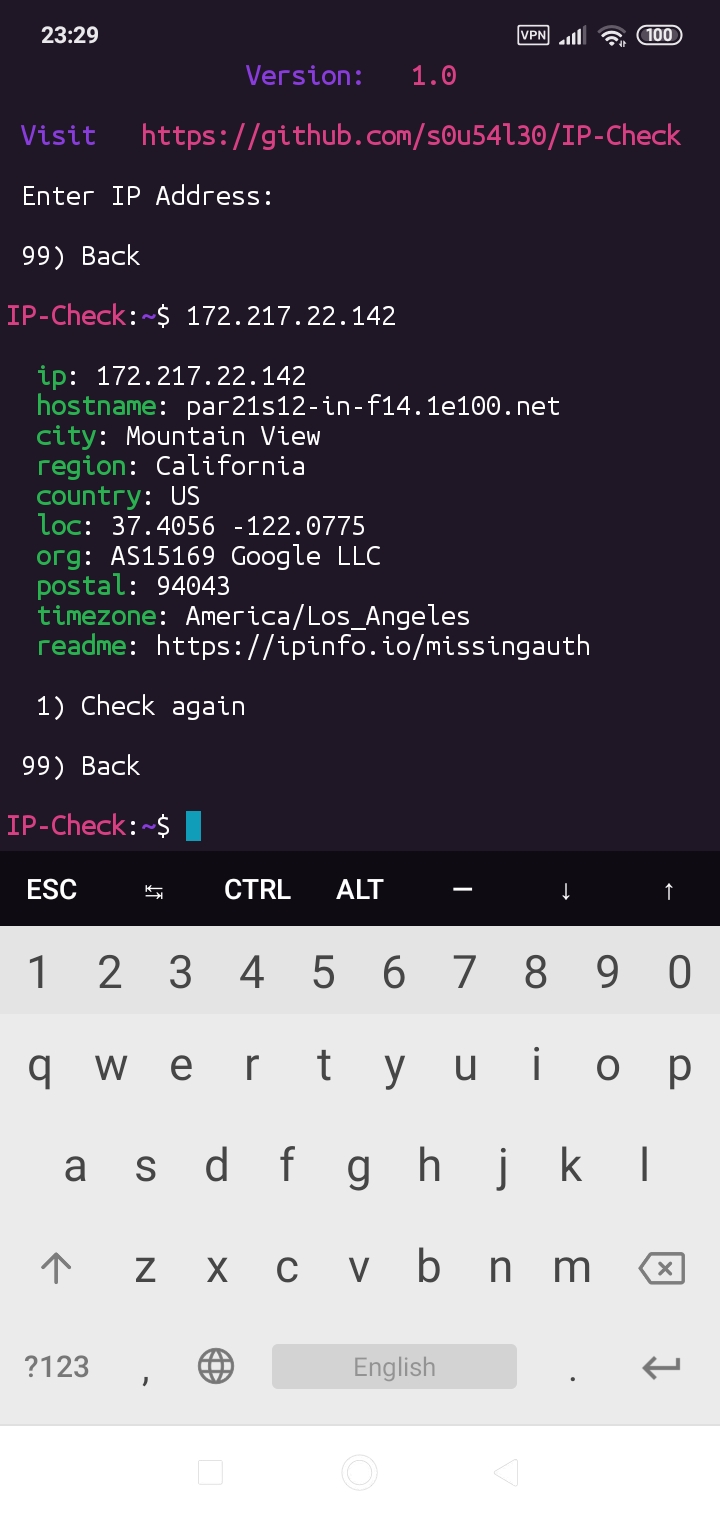 23:29 VPN 100
Version: 1.0
Visit https://github.com/s0u54l30/IP-Check
Enter IP Address:
99) Back
IP-Check:~$ 172.217.22.142
ip: 172.217.22.142
hostname: par21s12-in-f14.1e100.net
city: Mountain View
region: California
country: US
loc: 37.4056 -122.0775
org: AS15169 Google LLC
postal: 94043
timezone: America/Los_Angeles
readme: https://ipinfo.io/missingauth
1) Check again
99) Back
IP-Check:~$
ESC ↹ CTRL ALT — ↓ ↑
1 2 3 4 5 6 7 8 9 0
q w e r t y u i o p
a s d f g h j k l
z x c v b n m
?123 , English .